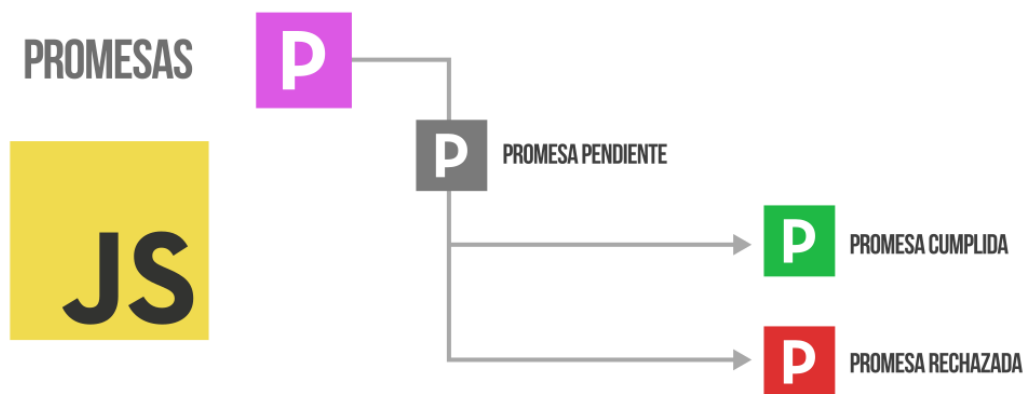 PROMESAS
P
P
PROMESA PENDIENTE
JS
P
PROMESA CUMPLIDA
P
PROMESA RECHAZADA